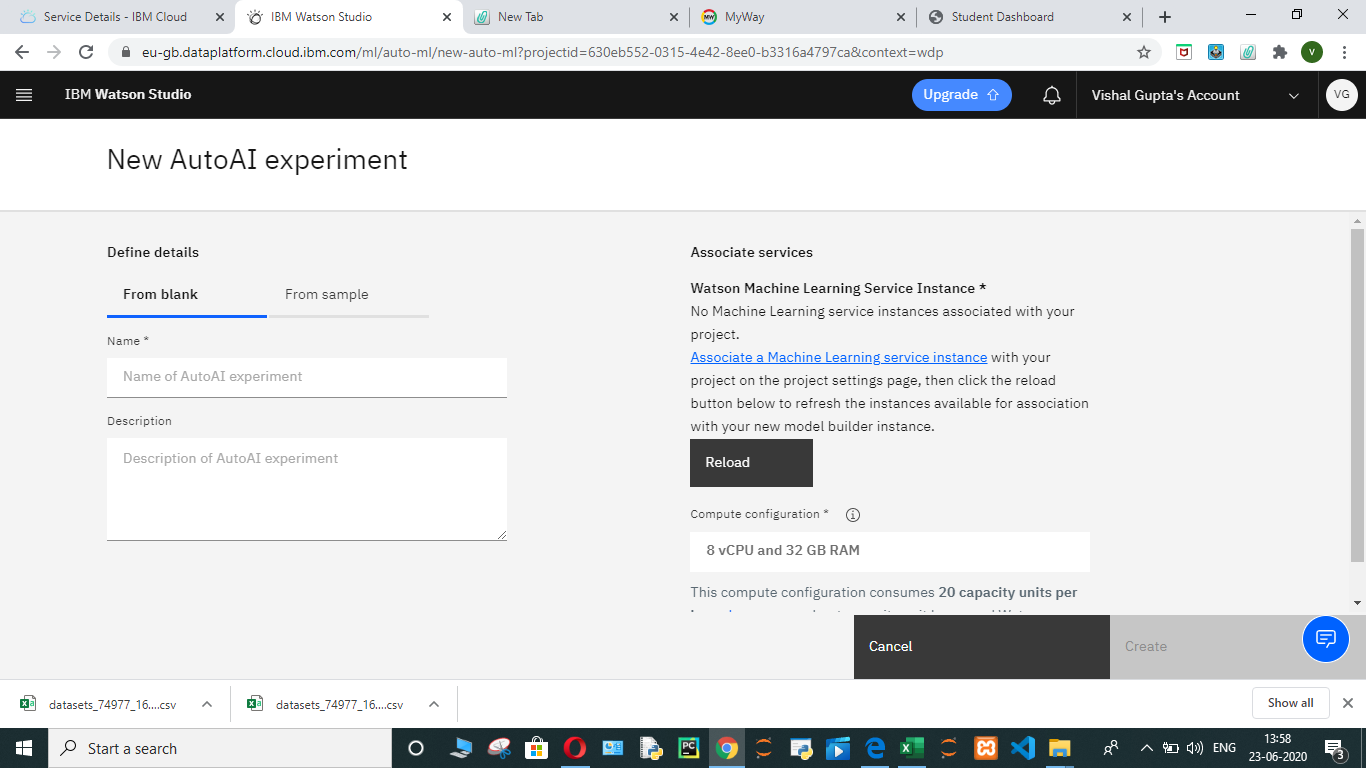 Service Details - IBM Cloud
IBM Watson Studio
New Tab
MyWay
Student Dashboard
eu-gb.dataplatform.cloud.ibm.com/ml/auto-ml/new-auto-ml?projectid=630eb552-0315-4e42-8ee0-b3316a4797ca&context=wdp
V
IBM Watson Studio
Upgrade
Vishal Gupta's Account
VG
New AutoAI experiment
Define details
From blank
From sample
Name *
Name of AutoAI experiment
Description
Description of AutoAI experiment
Associate services
Watson Machine Learning Service Instance *
No Machine Learning service instances associated with your
project.
Associate a Machine Learning service instance with your
project on the project settings page, then click the reload
button below to refresh the instances available for association
with your new model builder instance.
Reload
Compute configuration *
8 vCPU and 32 GB RAM
This compute configuration consumes 20 capacity units per
Cancel
Create
datasets_74977_16....csv
datasets_74977_16....csv
Show all
Start a search
ENG
13:58
23-06-2020
3